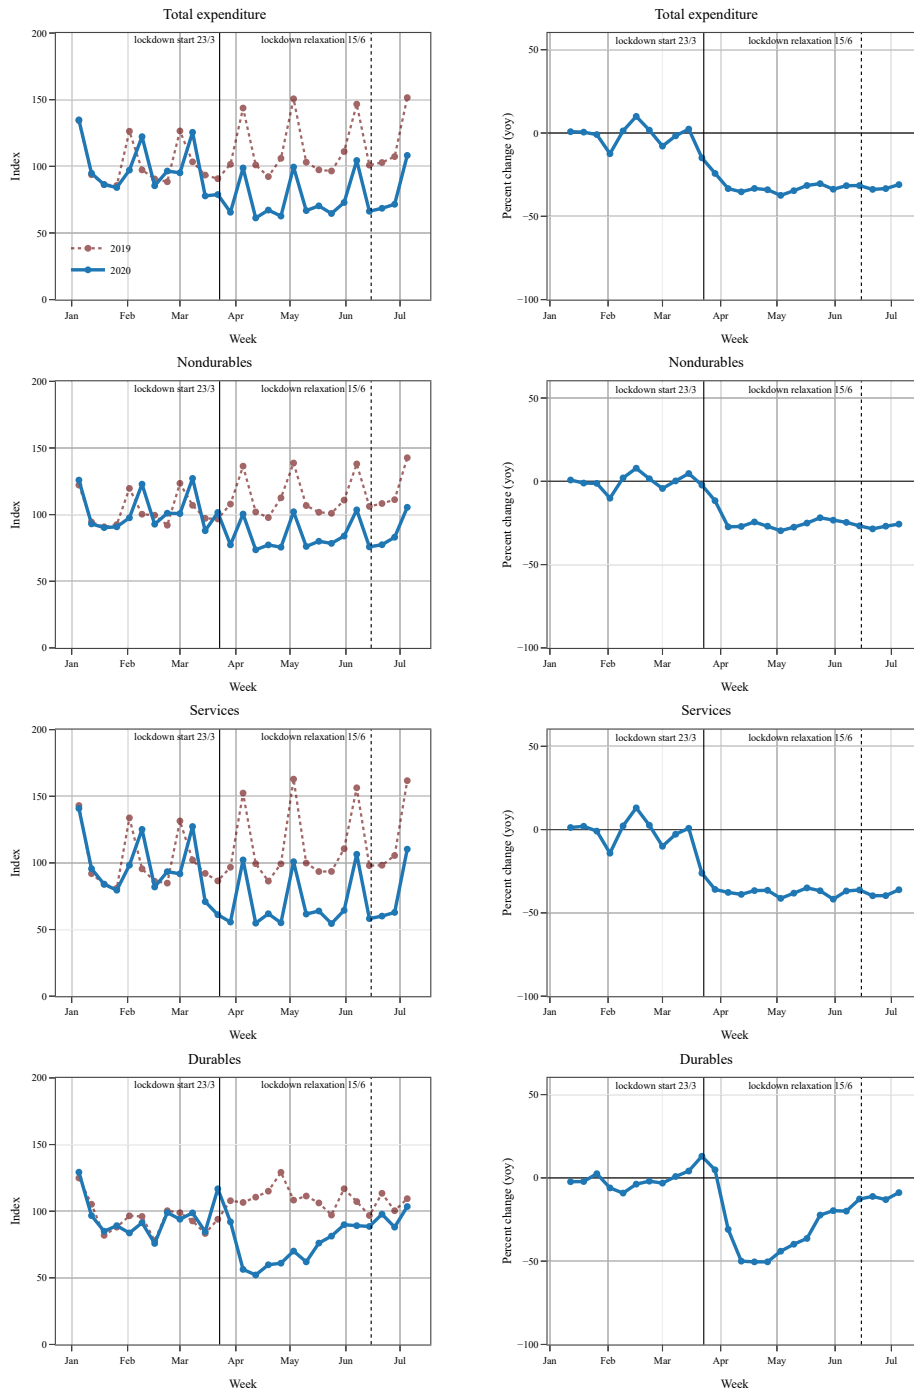 Total expenditure
200
150
100
50
0
Index
lockdown start 23/3
lockdown relaxation 15/6
2019
2020
Jan Feb Mar Apr May Jun Jul
Week
Total expenditure
50
0
−50
−100
Percent change (yoy)
lockdown start 23/3
lockdown relaxation 15/6
Jan Feb Mar Apr May Jun Jul
Week
Nondurables
200
150
100
50
0
Index
lockdown start 23/3
lockdown relaxation 15/6
Jan Feb Mar Apr May Jun Jul
Week
Nondurables
50
0
−50
−100
Percent change (yoy)
lockdown start 23/3
lockdown relaxation 15/6
Jan Feb Mar Apr May Jun Jul
Week
Services
200
150
100
50
0
Index
lockdown start 23/3
lockdown relaxation 15/6
Jan Feb Mar Apr May Jun Jul
Week
Services
50
0
−50
−100
Percent change (yoy)
lockdown start 23/3
lockdown relaxation 15/6
Jan Feb Mar Apr May Jun Jul
Week
Durables
200
150
100
50
0
Index
lockdown start 23/3
lockdown relaxation 15/6
Jan Feb Mar Apr May Jun Jul
Week
Durables
50
0
−50
−100
Percent change (yoy)
lockdown start 23/3
lockdown relaxation 15/6
Jan Feb Mar Apr May Jun Jul
Week